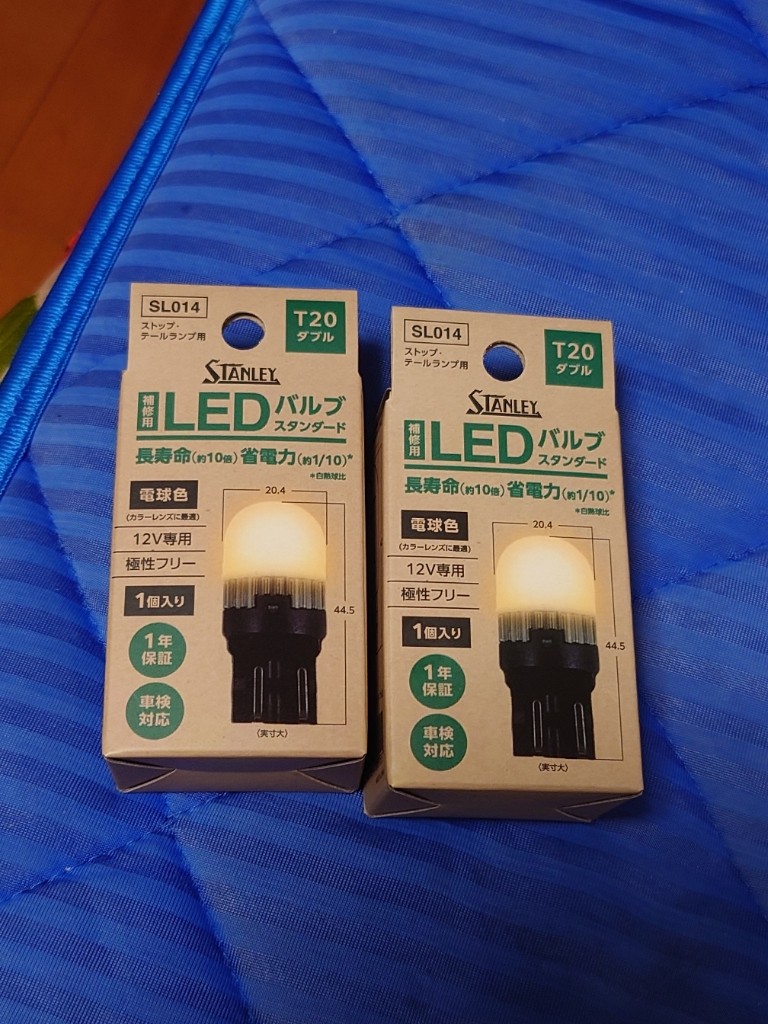 SL014
ストップ・
テールランプ用
T20
ダブル
STANLEY
補修用
LEDバルブ
スタンダード
長寿命(約10倍)省電力(約1/10)*
*白熱球比
電球色
(カラーレンズに最適)
12V専用
極性フリー
1個入り
1年
保証
車検
対応
20.4
44.5
(実寸大)
SL014
ストップ・
テールランプ用
T20
ダブル
STANLEY
補修用
LEDバルブ
スタンダード
長寿命(約10倍)省電力(約1/10)*
*白熱球比
電球色
(カラーレンズに最適)
12V専用
極性フリー
1個入り
1年
保証
車検
対応
20.4
44.5
(実寸大)